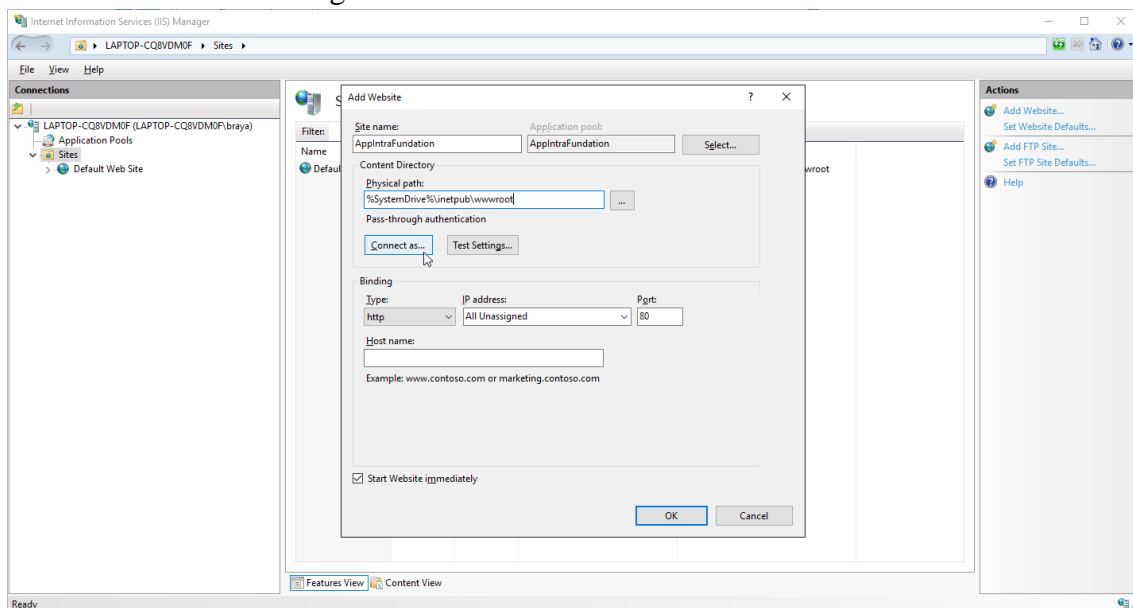 Internet Information Services (IIS) Manager
LAPTOP-CQ8VDM0F Sites
File View Help
Connections
LAPTOP-CQ8VDM0F (LAPTOP-CQ8VDM0F\braya)
Application Pools
Sites
Default Web Site
Filter:
Name
Defaul
wwroot
Add Website ?
Site name: Application pool:
AppIntraFundation AppIntraFundation Select...
Content Directory
Physical path:
%SystemDrive%\inetpub\wwwroot ...
Pass-through authentication
Connect as... Test Settings...
Binding
Type: IP address: Port:
http All Unassigned 80
Host name:
Example: www.contoso.com or marketing.contoso.com
Start Website immediately
OK Cancel
Features View Content View
Actions
Add Website...
Set Website Defaults...
Add FTP Site...
Set FTP Site Defaults...
Help
Ready